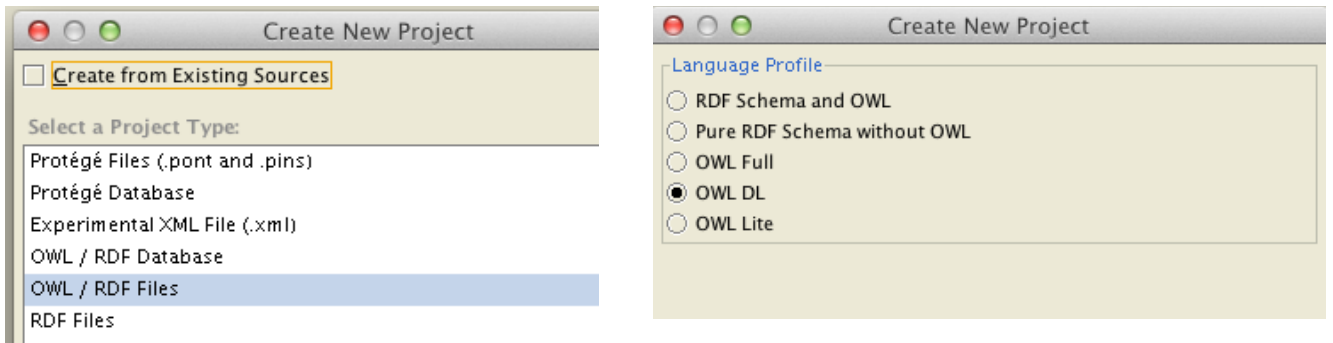 Create New Project
Create from Existing Sources
Select a Project Type:
Protégé Files (.pont and .pins)
Protégé Database
Experimental XML File (.xml)
OWL / RDF Database
OWL / RDF Files
RDF Files
Create New Project
Language Profile
RDF Schema and OWL
Pure RDF Schema without OWL
OWL Full
OWL DL
OWL Lite